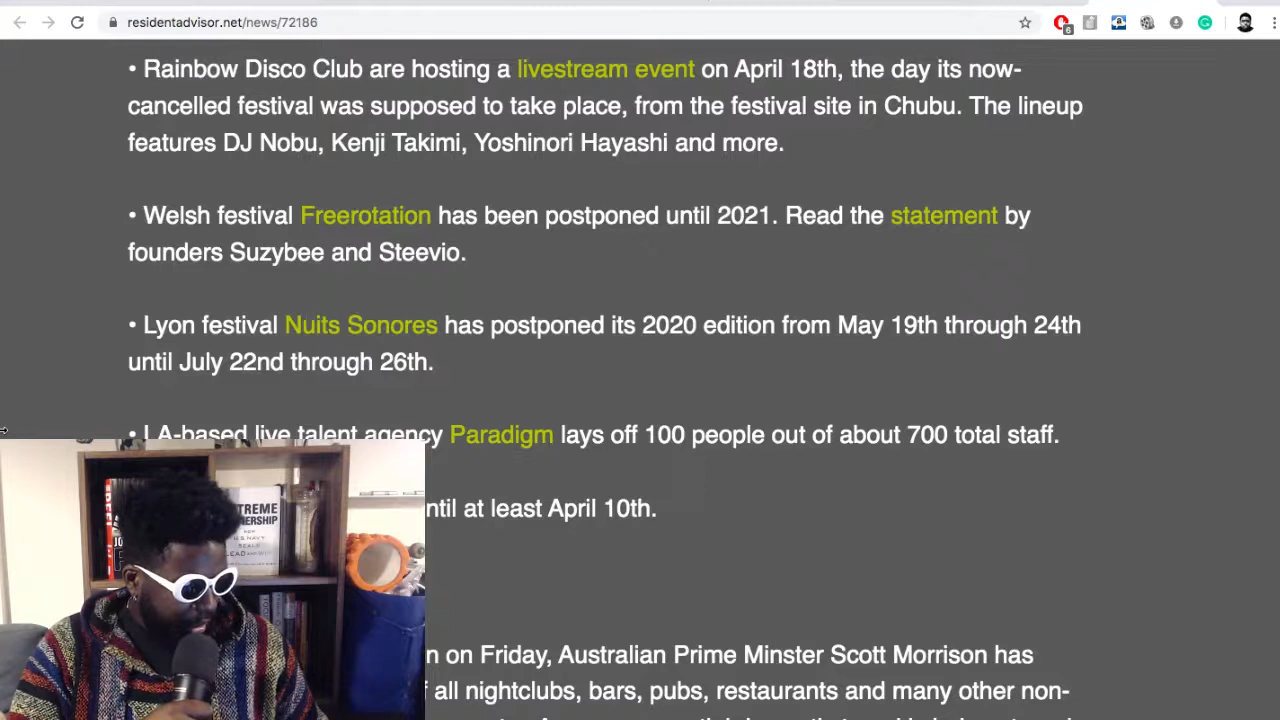 residentadvisor.net/news/72186
6
• Rainbow Disco Club are hosting a livestream event on April 18th, the day its now-
cancelled festival was supposed to take place, from the festival site in Chubu. The lineup
features DJ Nobu, Kenji Takimi, Yoshinori Hayashi and more.
• Welsh festival Freerotation has been postponed until 2021. Read the statement by
founders Suzybee and Steevio.
• Lyon festival Nuits Sonores has postponed its 2020 edition from May 19th through 24th
until July 22nd through 26th.
• LA-based live talent agency Paradigm lays off 100 people out of about 700 total staff.
ntil at least April 10th.
n on Friday, Australian Prime Minster Scott Morrison has
f all nightclubs, bars, pubs, restaurants and many other non-